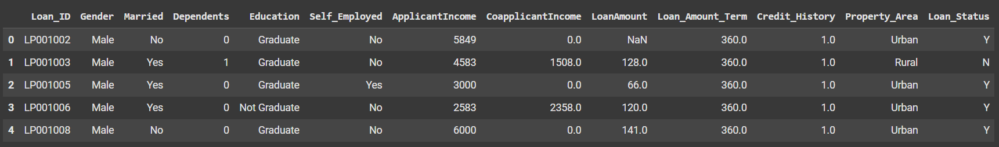 Loan_ID Gender Married Dependents Education Self_Employed ApplicantIncome CoapplicantIncome LoanAmount Loan_Amount_Term Credit_History Property_Area Loan_Status
0 LP001002 Male No 0 Graduate No 5849 0.0 NaN 360.0 1.0 Urban Y
1 LP001003 Male Yes 1 Graduate No 4583 1508.0 128.0 360.0 1.0 Rural N
2 LP001005 Male Yes 0 Graduate Yes 3000 0.0 66.0 360.0 1.0 Urban Y
3 LP001006 Male Yes 0 Not Graduate No 2583 2358.0 120.0 360.0 1.0 Urban Y
4 LP001008 Male No 0 Graduate No 6000 0.0 141.0 360.0 1.0 Urban Y